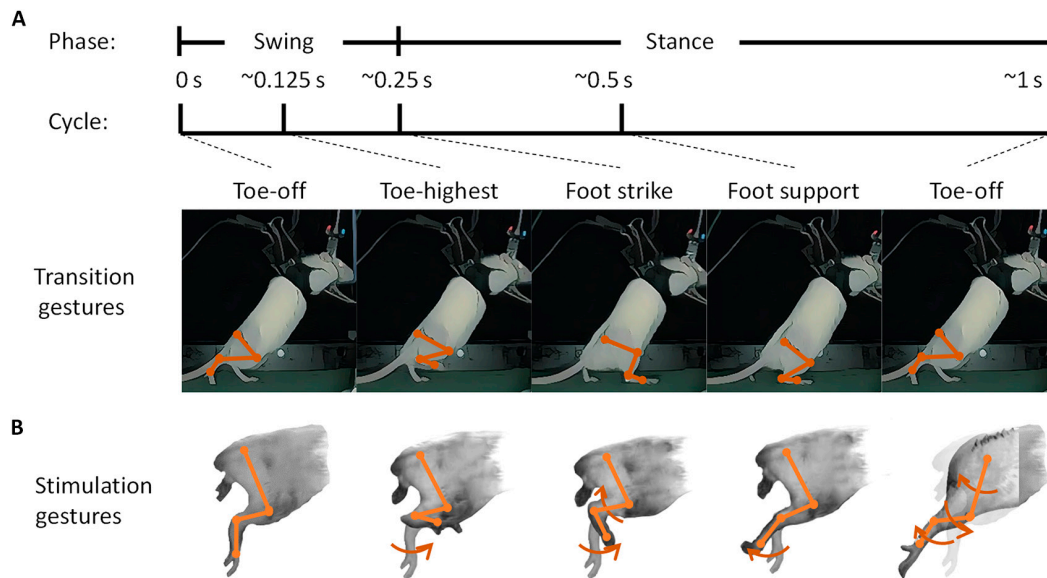 A
Phase: Swing Stance
0 s ~0.125 s ~0.25 s ~0.5 s ~1 s
Cycle:
Toe-off Toe-highest Foot strike Foot support Toe-off
Transition
gestures
B
Stimulation
gestures